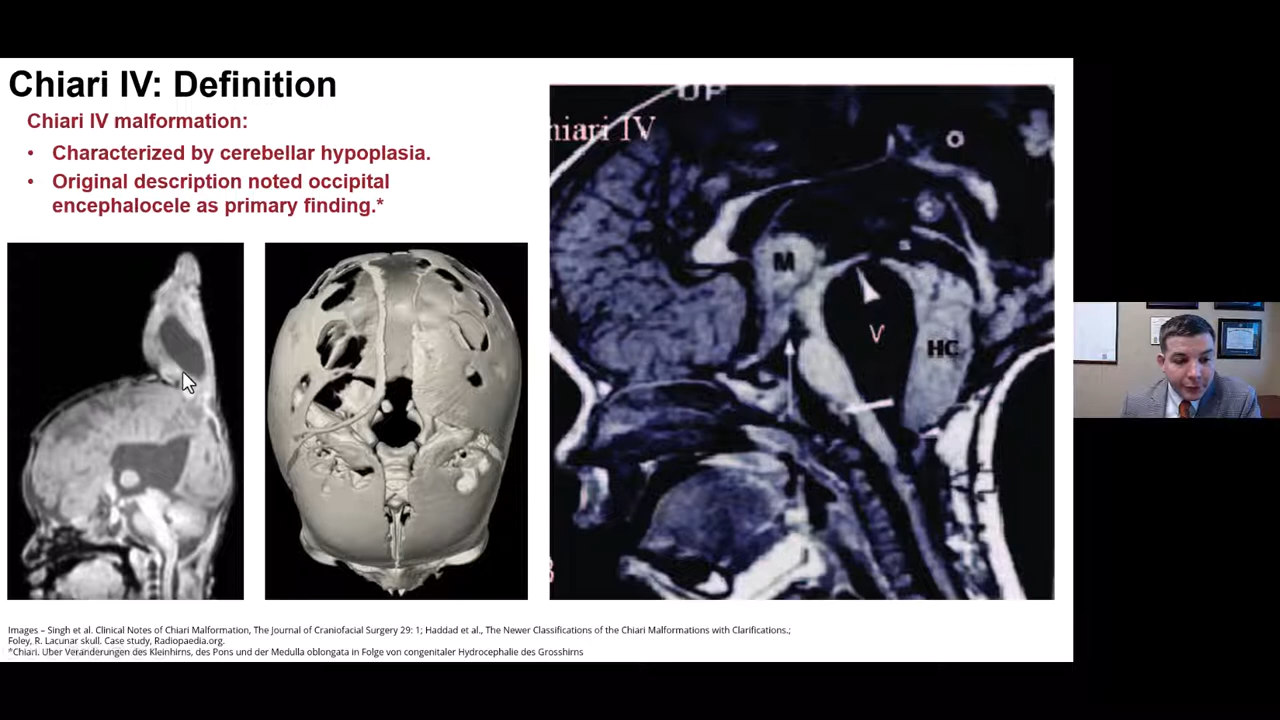 Chiari IV: Definition
Chiari IV malformation:
• Characterized by cerebellar hypoplasia.
• Original description noted occipital
encephalocele as primary finding.*
hiari IV
M
V
HC
Images – Singh et al. Clinical Notes of Chiari Malformation, The Journal of Craniofacial Surgery 29: 1; Haddad et al., The Newer Classifications of the Chiari Malformations with Clarifications.;
Foley, R. Lacunar skull. Case study, Radiopaedia.org.
*Chiari. Uber Veranderungen des Kleinhirns, des Pons und der Medulla oblongata in Folge von congenitaler Hydrocephalie des Grosshirns